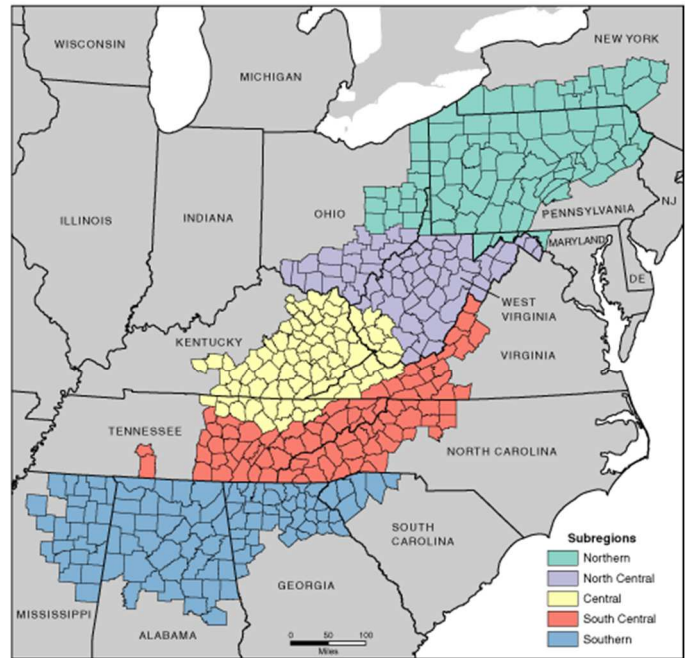 WISCONSIN
MICHIGAN
NEW YORK
ILLINOIS
INDIANA
OHIO
PENNSYLVANIA
NJ
MARYLAND
DE
WEST
VIRGINIA
KENTUCKY
VIRGINIA
TENNESSEE
NORTH CAROLINA
SOUTH
CAROLINA
GEORGIA
MISSISSIPPI
ALABAMA
0 50 100
Miles
Subregions
Northern
North Central
Central
South Central
Southern